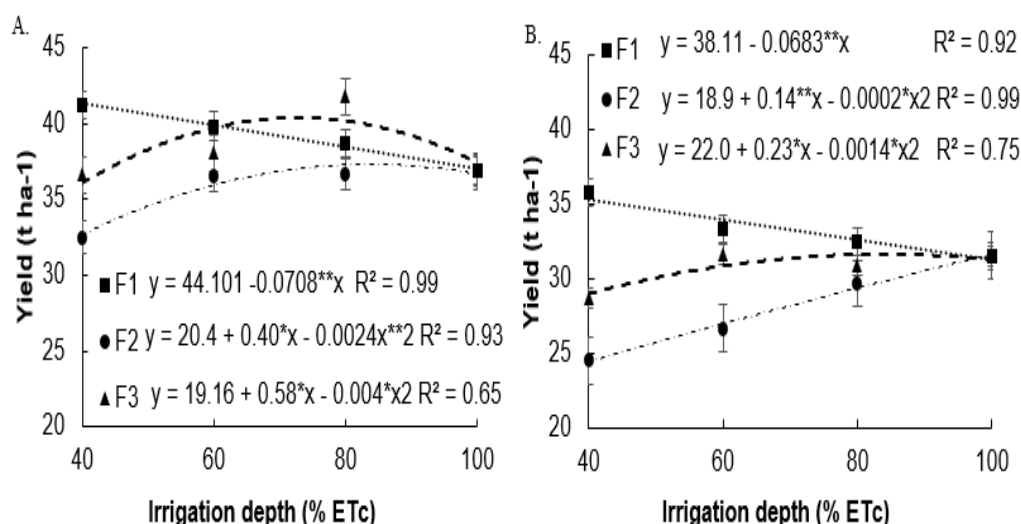 A.
Yield (t ha-1)
45
40
35
30
25
20
F1 y = 44.101 -0.0708**x R² = 0.99
F2 y = 20.4 + 0.40*x - 0.0024x**2 R² = 0.93
F3 y = 19.16 + 0.58*x - 0.004*x2 R² = 0.65
40 60 80 100
Irrigation depth (% ETc)
B.
Yield (t ha-1)
45
40
35
30
25
20
F1 y = 38.11 - 0.0683**x R² = 0.92
F2 y = 18.9 + 0.14**x - 0.0002*x2 R² = 0.99
F3 y = 22.0 + 0.23*x - 0.0014*x2 R² = 0.75
40 60 80 100
Irrigation depth (% ETc)